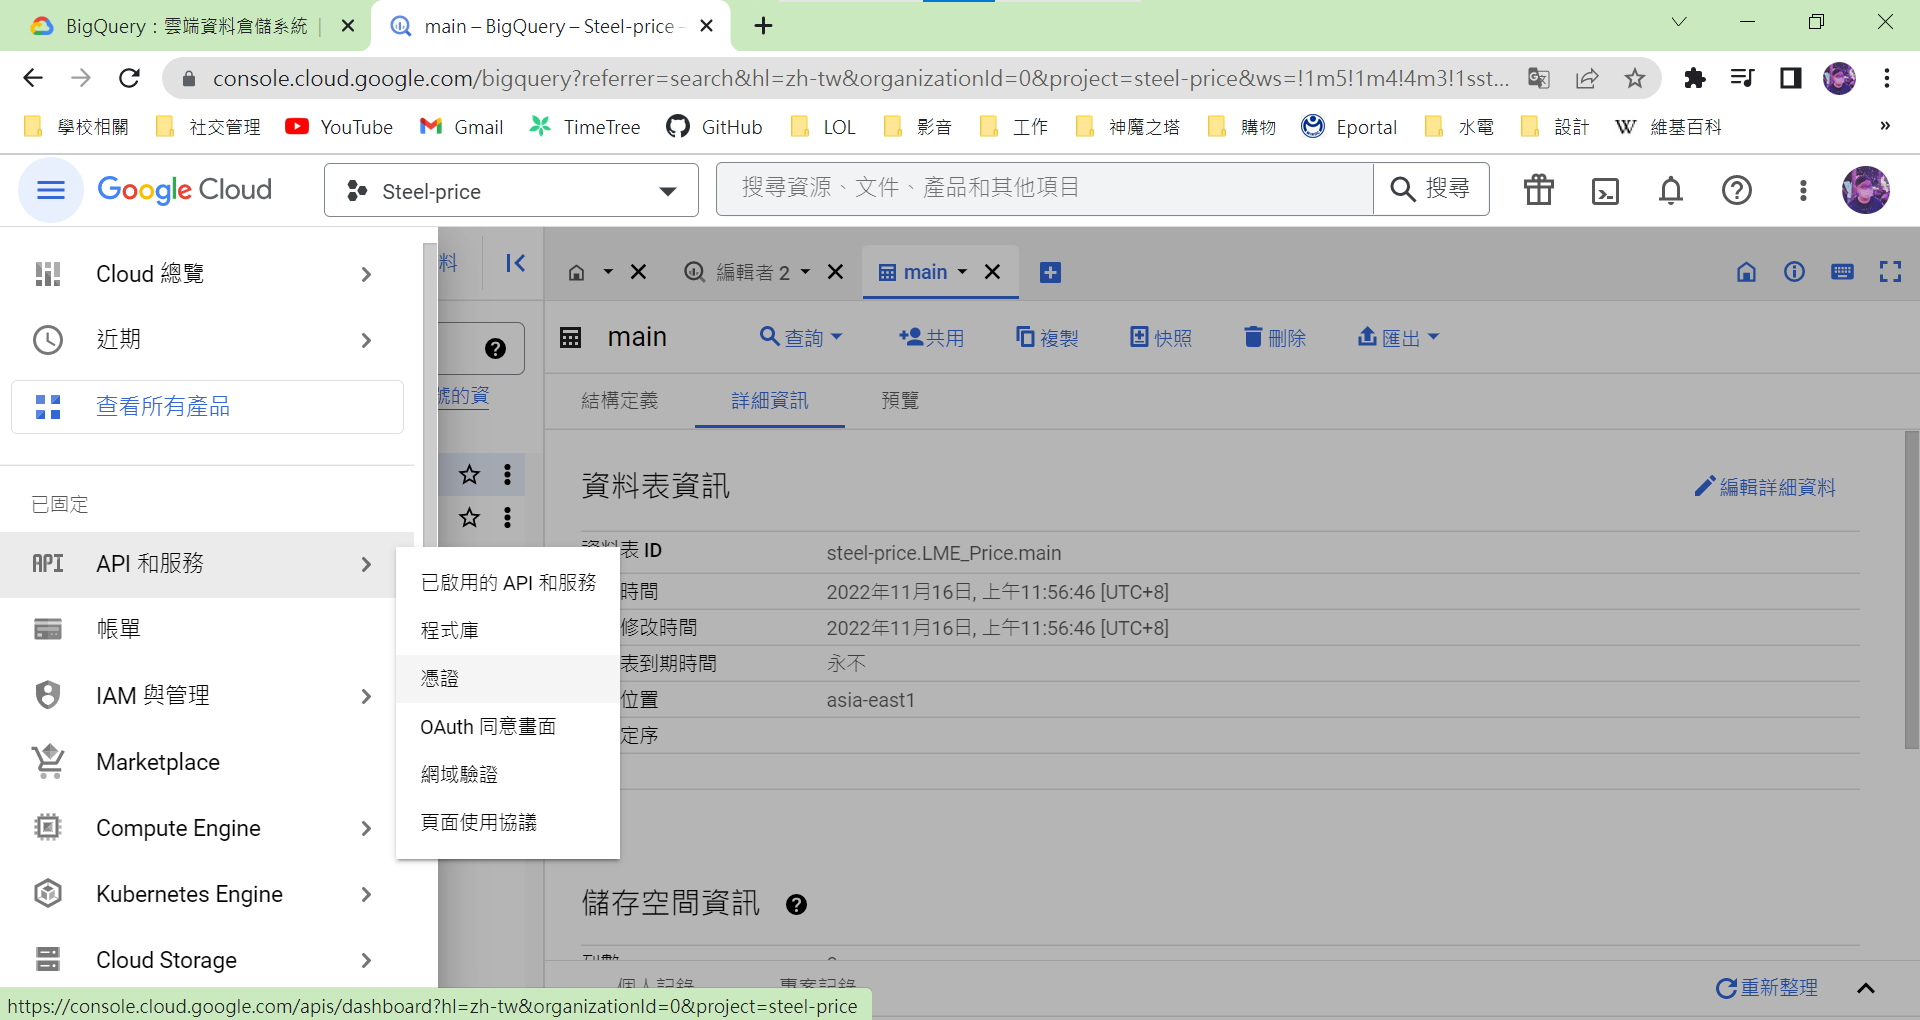 BigQuery：雲端資料倉儲系統
main – BigQuery – Steel-price -
console.cloud.google.com/bigquery?referrer=search&hl=zh-tw&organizationId=0&project=steel-price&ws=!1m5!1m4!4m3!1sst...
學校相關 社交管理 YouTube Gmail TimeTree GitHub LOL 影音 工作 神魔之塔 購物 Eportal 水電 設計 維基百科 »
Google Cloud
Steel-price
搜尋資源、文件、產品和其他項目
搜尋
Cloud 總覽
近期
查看所有產品
已固定
API 和服務
帳單
IAM 與管理
Marketplace
Compute Engine
Kubernetes Engine
Cloud Storage
已啟用的 API 和服務
程式庫
憑證
OAuth 同意畫面
網域驗證
頁面使用協議
料
號的資
編輯者 2
main
main
查詢
共用
複製
快照
刪除
匯出
結構定義
詳細資訊
預覽
資料表資訊
編輯詳細資料
資料表 ID
steel-price.LME_Price.main
時間
2022年11月16日, 上午11:56:46 [UTC+8]
修改時間
2022年11月16日, 上午11:56:46 [UTC+8]
表到期時間
永不
位置
asia-east1
定序
儲存空間資訊
列數
個人記錄
專案記錄
重新整理
https://console.cloud.google.com/apis/dashboard?hl=zh-tw&organizationId=0&project=steel-price